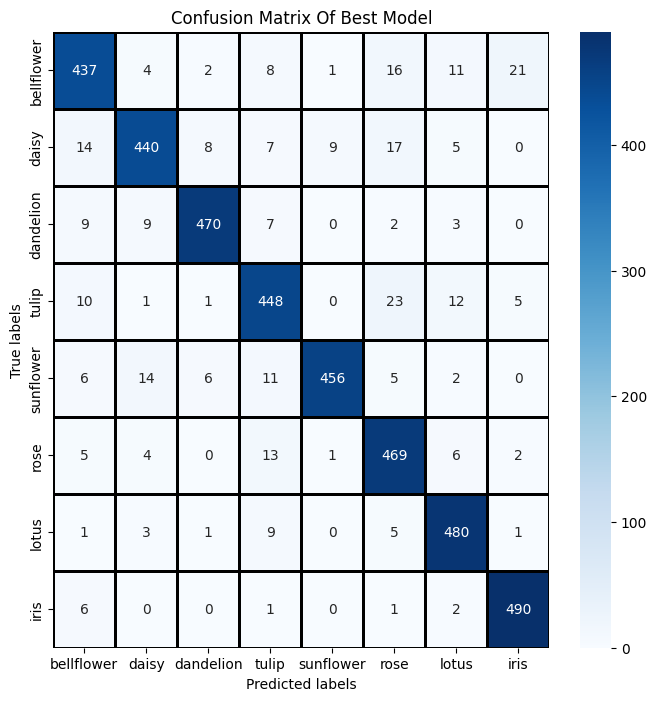 Confusion Matrix Of Best Model
bellflower 437 4 2 8 1 16 11 21
daisy 14 440 8 7 9 17 5 0
dandelion 9 9 470 7 0 2 3 0
tulip 10 1 1 448 0 23 12 5
sunflower 6 14 6 11 456 5 2 0
rose 5 4 0 13 1 469 6 2
lotus 1 3 1 9 0 5 480 1
iris 6 0 0 1 0 1 2 490
bellflower daisy dandelion tulip sunflower rose lotus iris
Predicted labels
True labels
400
300
200
100
0